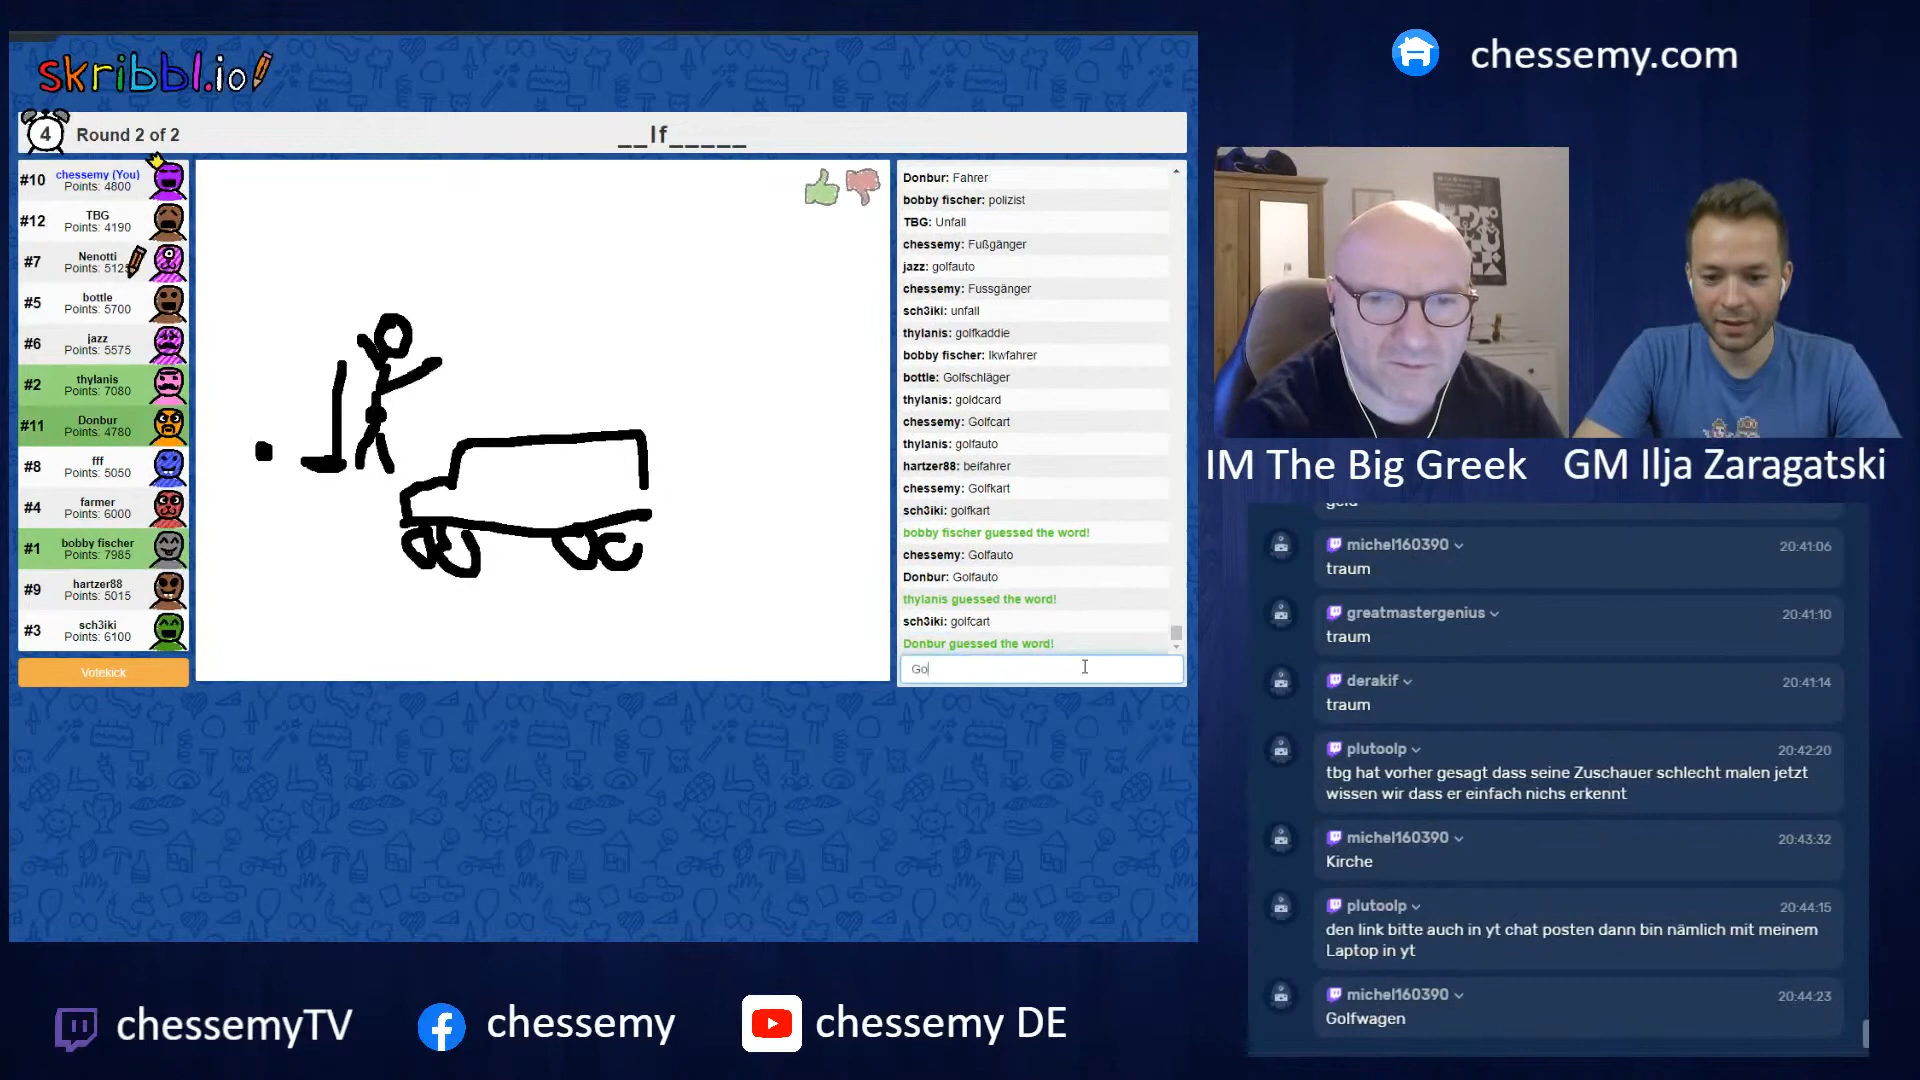 chessemy.com
skribbl.io
4
Round 2 of 2
__lf_____
#10 chessemy (You)
Points: 4800
#12 TBG
Points: 4190
#7 Nenotti
Points: 5125
#5 bottle
Points: 5700
#6 jazz
Points: 5575
#2 thylanis
Points: 7080
#11 Donbur
Points: 4780
#8 fff
Points: 5050
#4 farmer
Points: 6000
#1 bobby fischer
Points: 7985
#9 hartzer88
Points: 5015
#3 sch3iki
Points: 6100
Votekick
Donbur: Fahrer
bobby fischer: polizist
TBG: Unfall
chessemy: Fußgänger
jazz: golfauto
chessemy: Fussgänger
sch3iki: unfall
thylanis: golfkaddie
bobby fischer: lkwfahrer
bottle: Golfschläger
thylanis: goldcard
chessemy: Golfcart
thylanis: golfauto
hartzer88: beifahrer
chessemy: Golfkart
sch3iki: golfkart
bobby fischer guessed the word!
chessemy: Golfauto
Donbur: Golfauto
thylanis guessed the word!
sch3iki: golfcart
Donbur guessed the word!
Go
IM The Big Greek
GM Ilja Zaragatski
michel160390 20:41:06
traum
greatmastergenius 20:41:10
traum
derakif 20:41:14
traum
plutoolp 20:42:20
tbg hat vorher gesagt dass seine Zuschauer schlecht malen jetzt
wissen wir dass er einfach nichs erkennt
michel160390 20:43:32
Kirche
plutoolp 20:44:15
den link bitte auch in yt chat posten dann bin nämlich mit meinem
Laptop in yt
michel160390 20:44:23
Golfwagen
chessemyTV
chessemy
chessemy DE